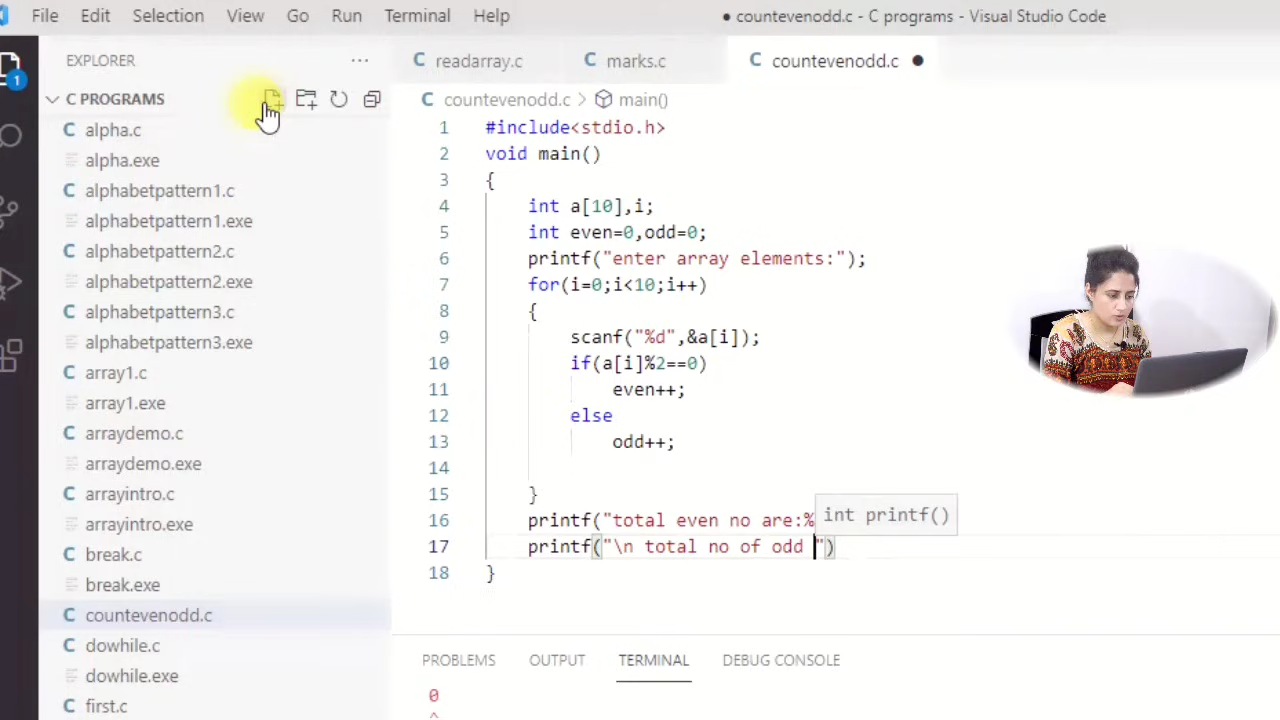 File Edit Selection View Go Run Terminal Help ● countevenodd.c - C programs - Visual Studio Code
EXPLORER ···
1
C PROGRAMS
C alpha.c
alpha.exe
C alphabetpattern1.c
alphabetpattern1.exe
C alphabetpattern2.c
alphabetpattern2.exe
C alphabetpattern3.c
alphabetpattern3.exe
C array1.c
array1.exe
C arraydemo.c
arraydemo.exe
C arrayintro.c
arrayintro.exe
C break.c
break.exe
C countevenodd.c
C dowhile.c
dowhile.exe
C first.c
C readarray.c C marks.c C countevenodd.c ●
C countevenodd.c > main()
1 #include<stdio.h>
2 void main()
3 {
4 int a[10],i;
5 int even=0,odd=0;
6 printf("enter array elements:");
7 for(i=0;i<10;i++)
8 {
9 scanf("%d",&a[i]);
10 if(a[i]%2==0)
11 even++;
12 else
13 odd++;
14
15 }
16 printf("total even no are:%
int printf()
17 printf("\n total no of odd ")
18 }
PROBLEMS OUTPUT TERMINAL DEBUG CONSOLE
0
^